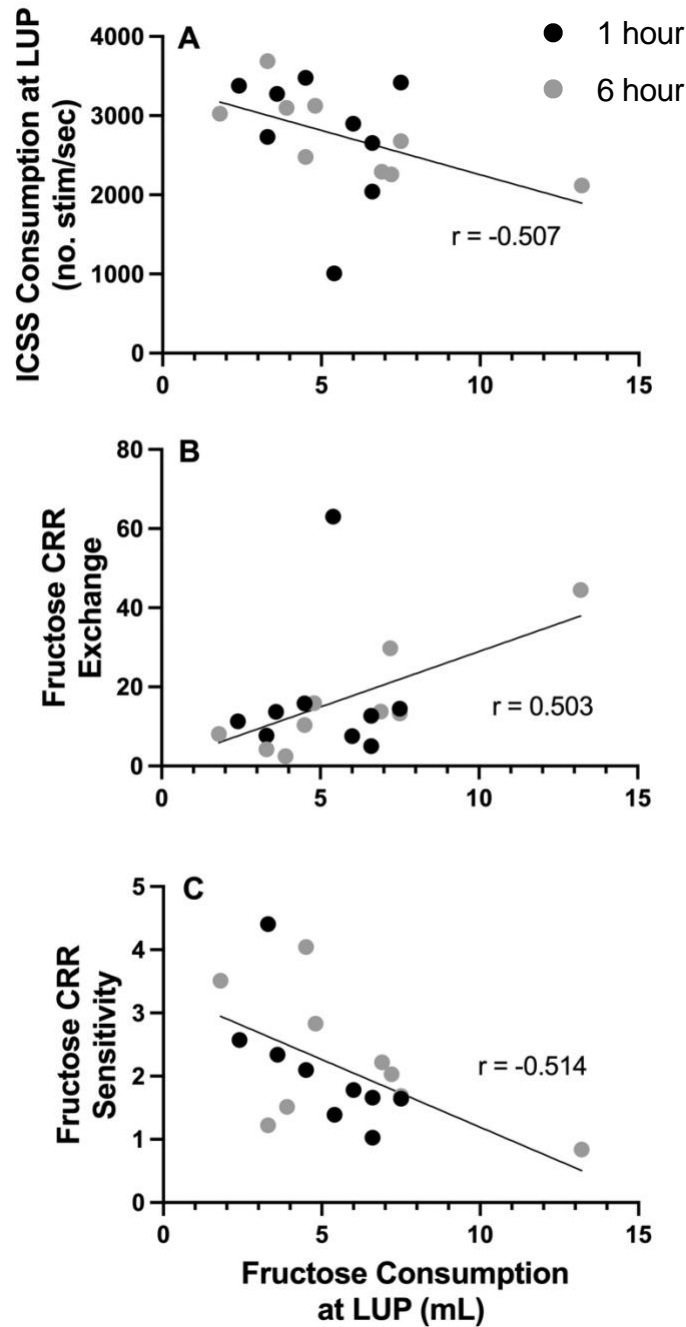 1 hour
6 hour
A
ICSS Consumption at LUP
(no. stim/sec)
4000
3000
2000
1000
0
r = -0.507
0 5 10 15
B
Fructose CRR
Exchange
80
60
40
20
0
r = 0.503
0 5 10 15
C
Fructose CRR
Sensitivity
5
4
3
2
1
0
r = -0.514
0 5 10 15
Fructose Consumption
at LUP (mL)